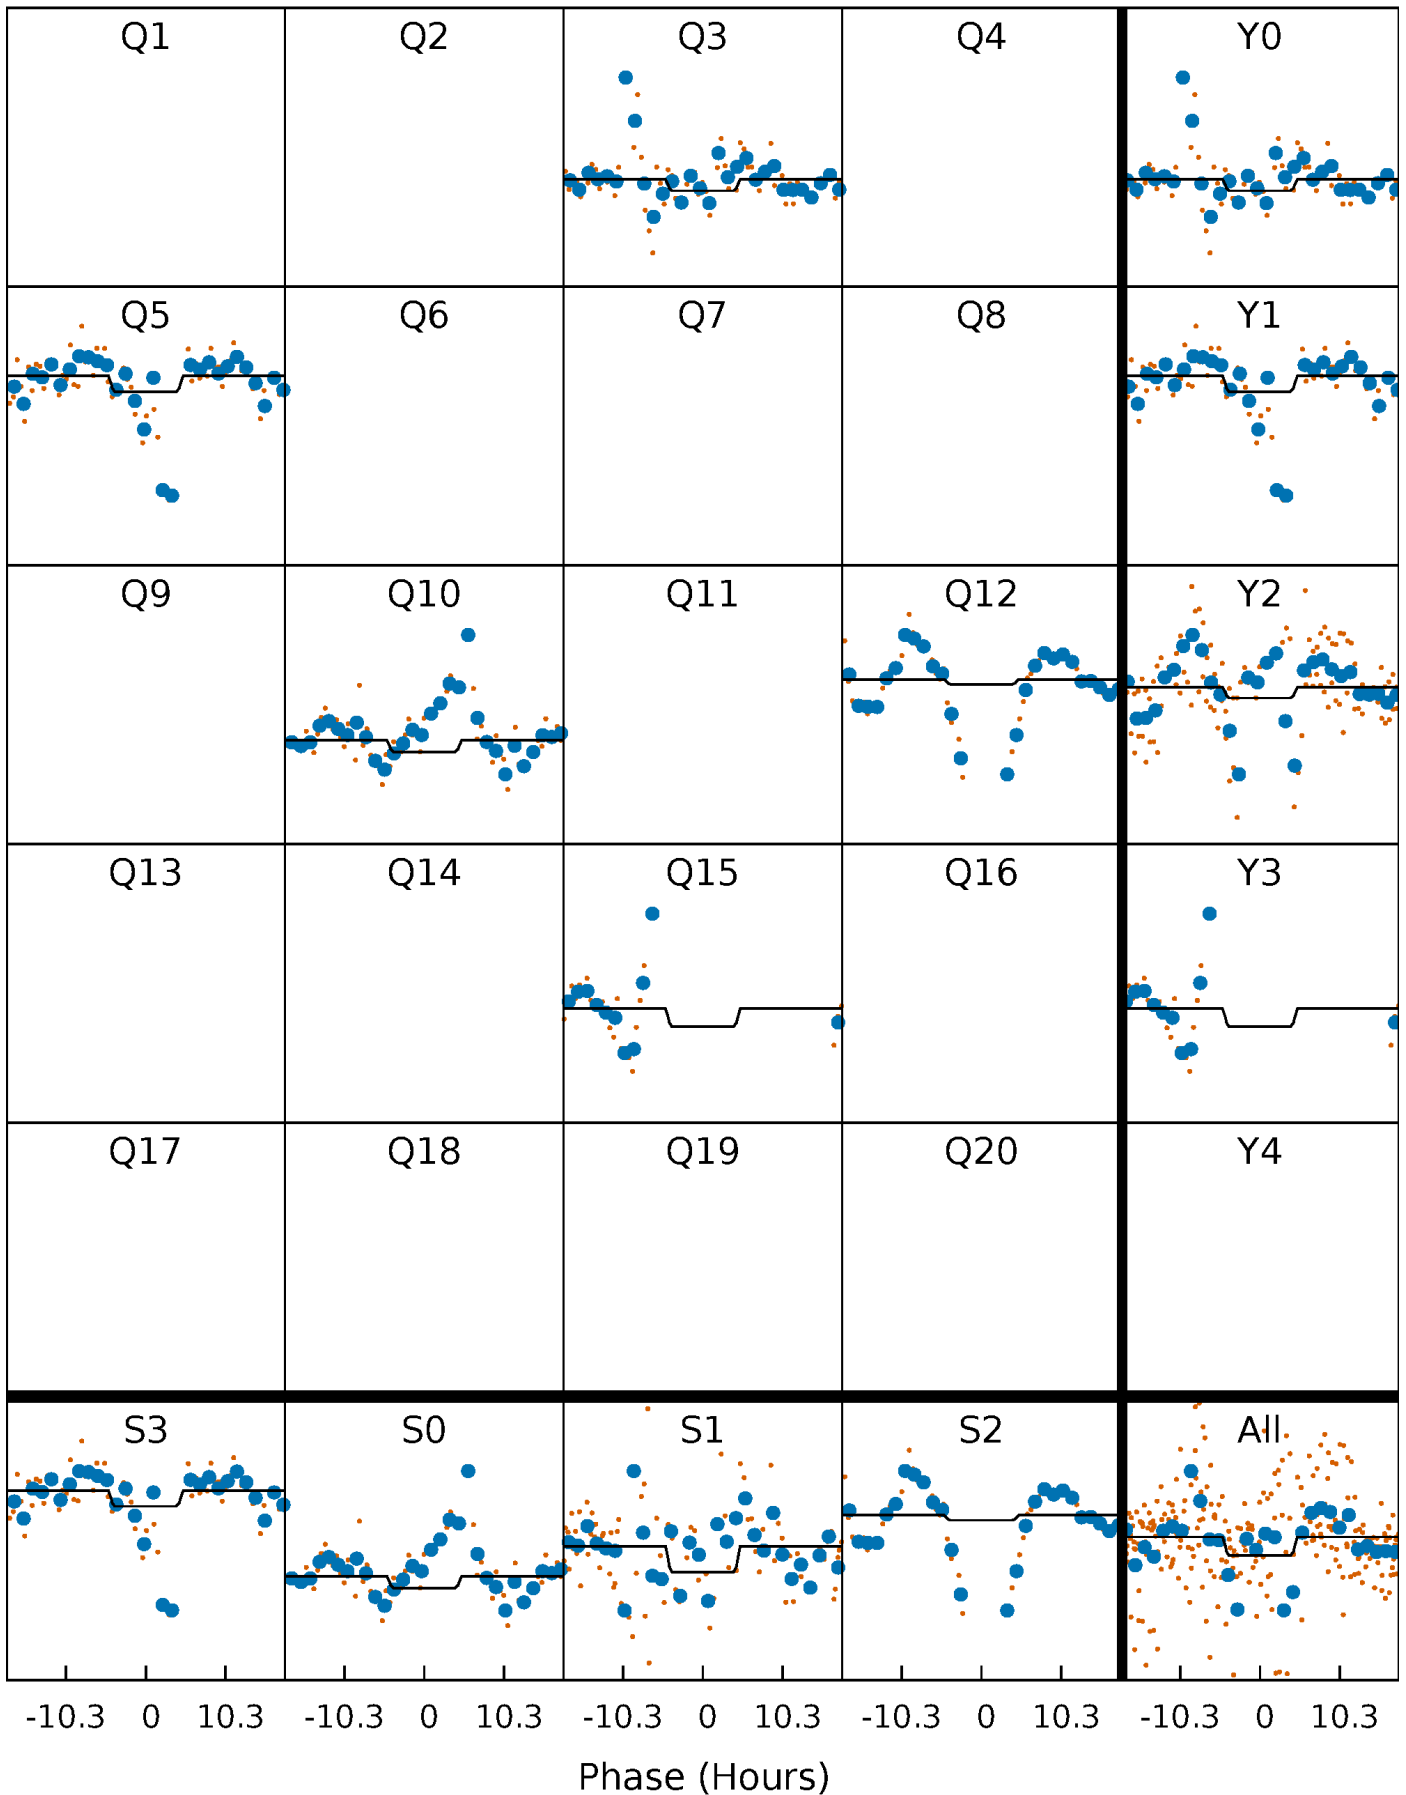 Q1 Q2 Q3 Q4 Y0
Q5 Q6 Q7 Q8 Y1
Q9 Q10 Q11 Q12 Y2
Q13 Q14 Q15 Q16 Y3
Q17 Q18 Q19 Q20 Y4
S3 S0 S1 S2 All
-10.3 0 10.3 -10.3 0 10.3 -10.3 0 10.3 -10.3 0 10.3 -10.3 0 10.3
Phase (Hours)